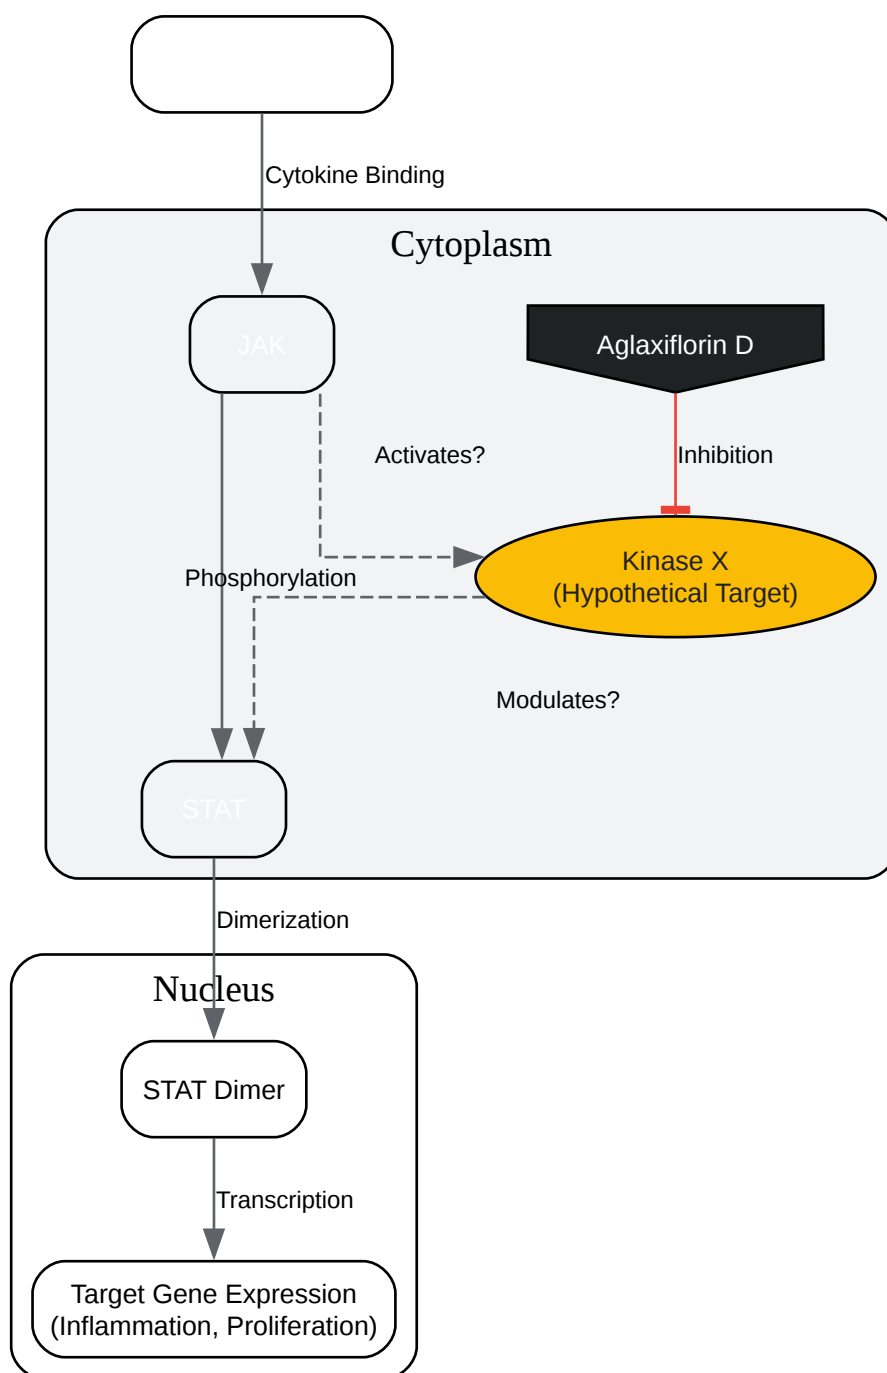 Cytokine Binding
Cytoplasm
JAK
Aglaxiflorin D
Activates?
Inhibition
Kinase X
(Hypothetical Target)
Phosphorylation
Modulates?
STAT
Dimerization
Nucleus
STAT Dimer
Transcription
Target Gene Expression
(Inflammation, Proliferation)